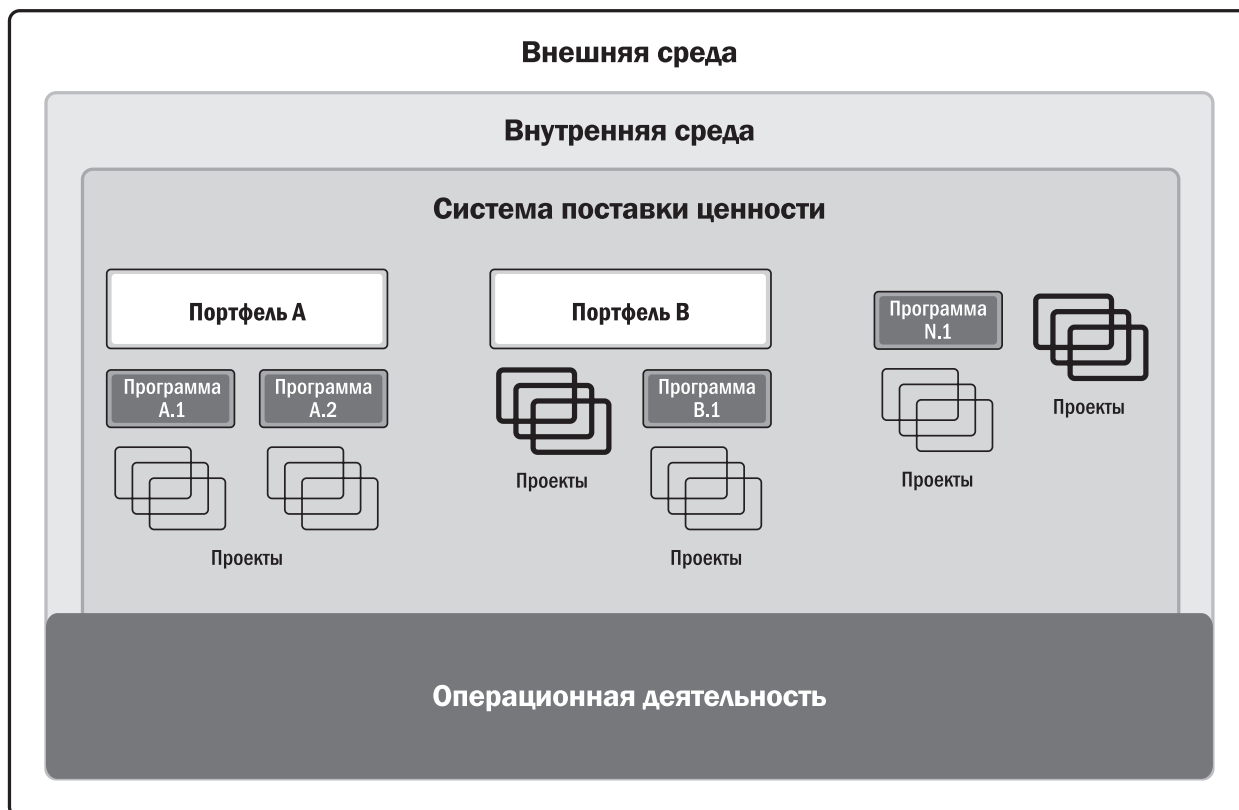 Внешняя среда
Внутренняя среда
Система поставки ценности
Портфель A
Портфель B
Программа
N.1
Проекты
Программа
A.1
Программа
A.2
Программа
B.1
Проекты
Проекты
Проекты
Проекты
Операционная деятельность